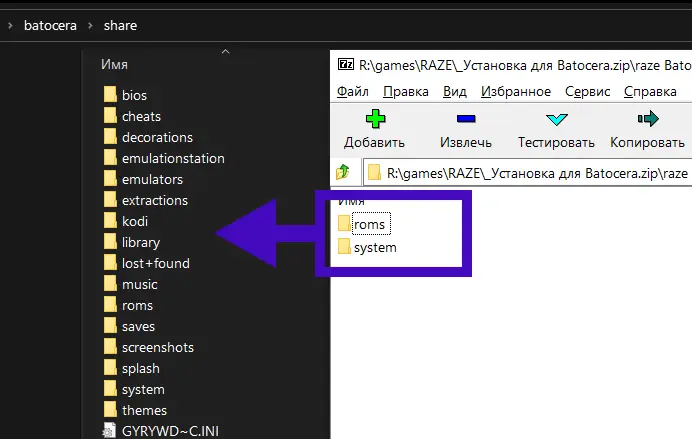 batocera > share
Имя
bios
cheats
decorations
emulationstation
emulators
extractions
kodi
library
lost+found
music
roms
saves
screenshots
splash
system
themes
GYRYWD~C.INI
7z R:\games\RAZE\_Установка для Batocera.zip\raze Bato
Файл Правка Вид Избранное Сервис Справка
Добавить Извлечь Тестировать Копировать
R:\games\RAZE\_Установка для Batocera.zip\raze
Имя
roms
system